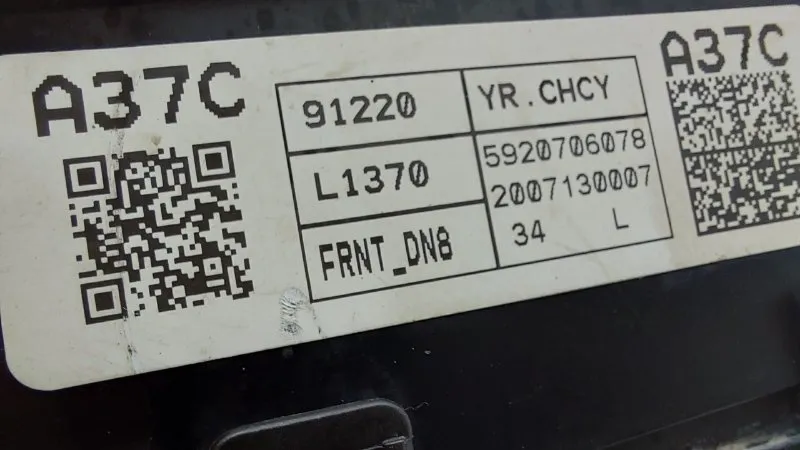 A37C
91220
YR.CHCY
L1370
5920706078
2007130007
FRNT_DN8
34 L
A37C